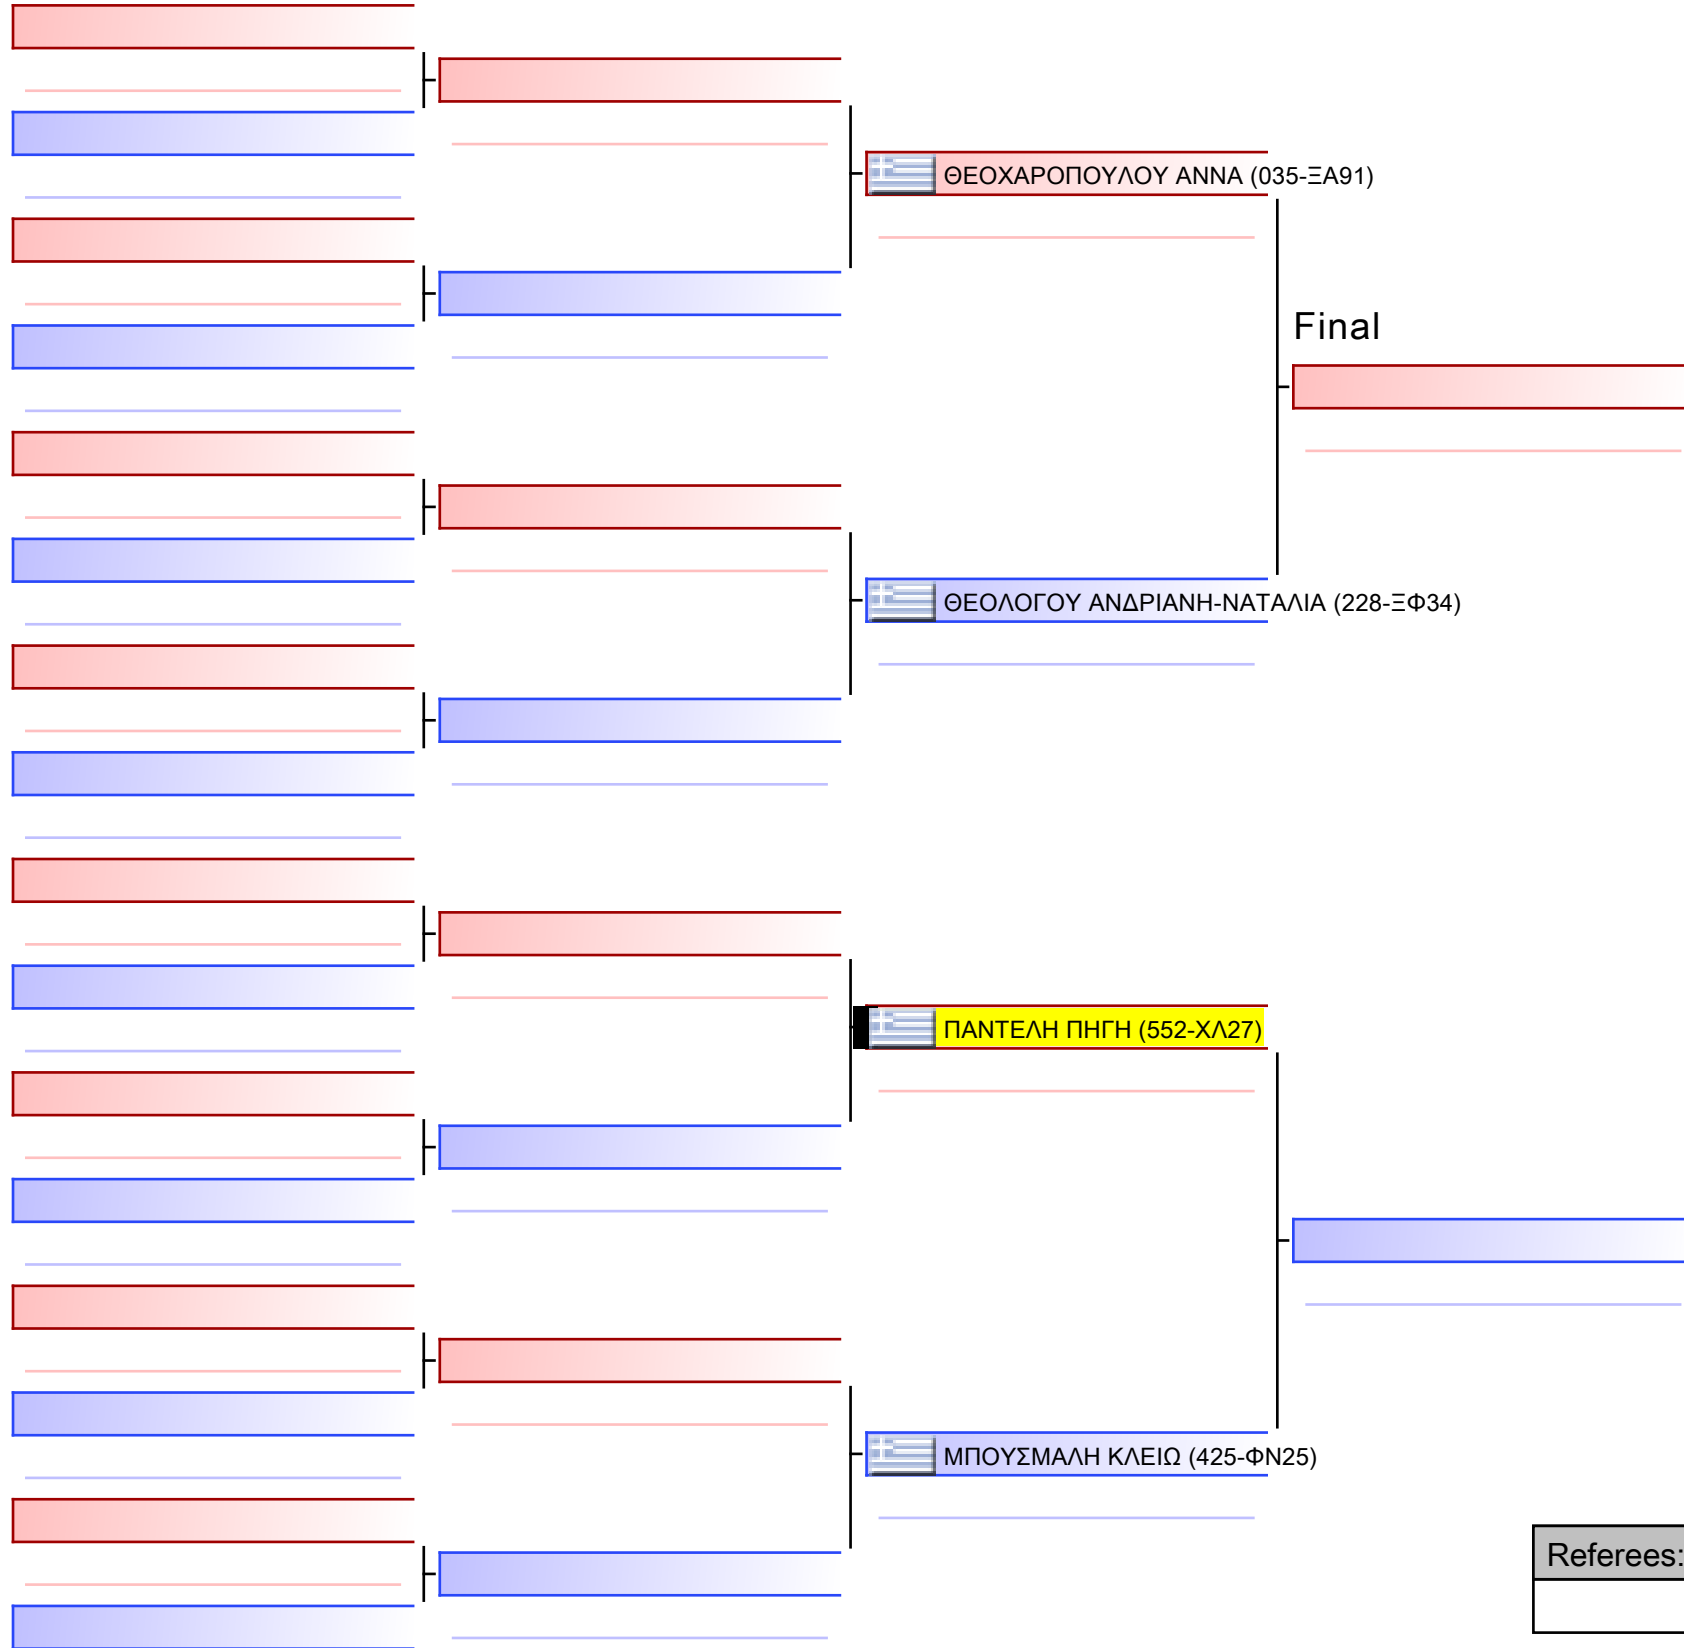 ΘΕΟΧΑΡΟΠΟΥΛΟΥ ΑΝΝΑ (035-ΞΑ91)
Final
ΘΕΟΛΟΓΟΥ ΑΝΔΡΙΑΝΗ-ΝΑΤΑΛΙΑ (228-ΞΦ34)
ΠΑΝΤΕΛΗ ΠΗΓΗ (552-ΧΛ27)
ΜΠΟΥΣΜΑΛΗ ΚΛΕΙΩ (425-ΦΝ25)
Referees: